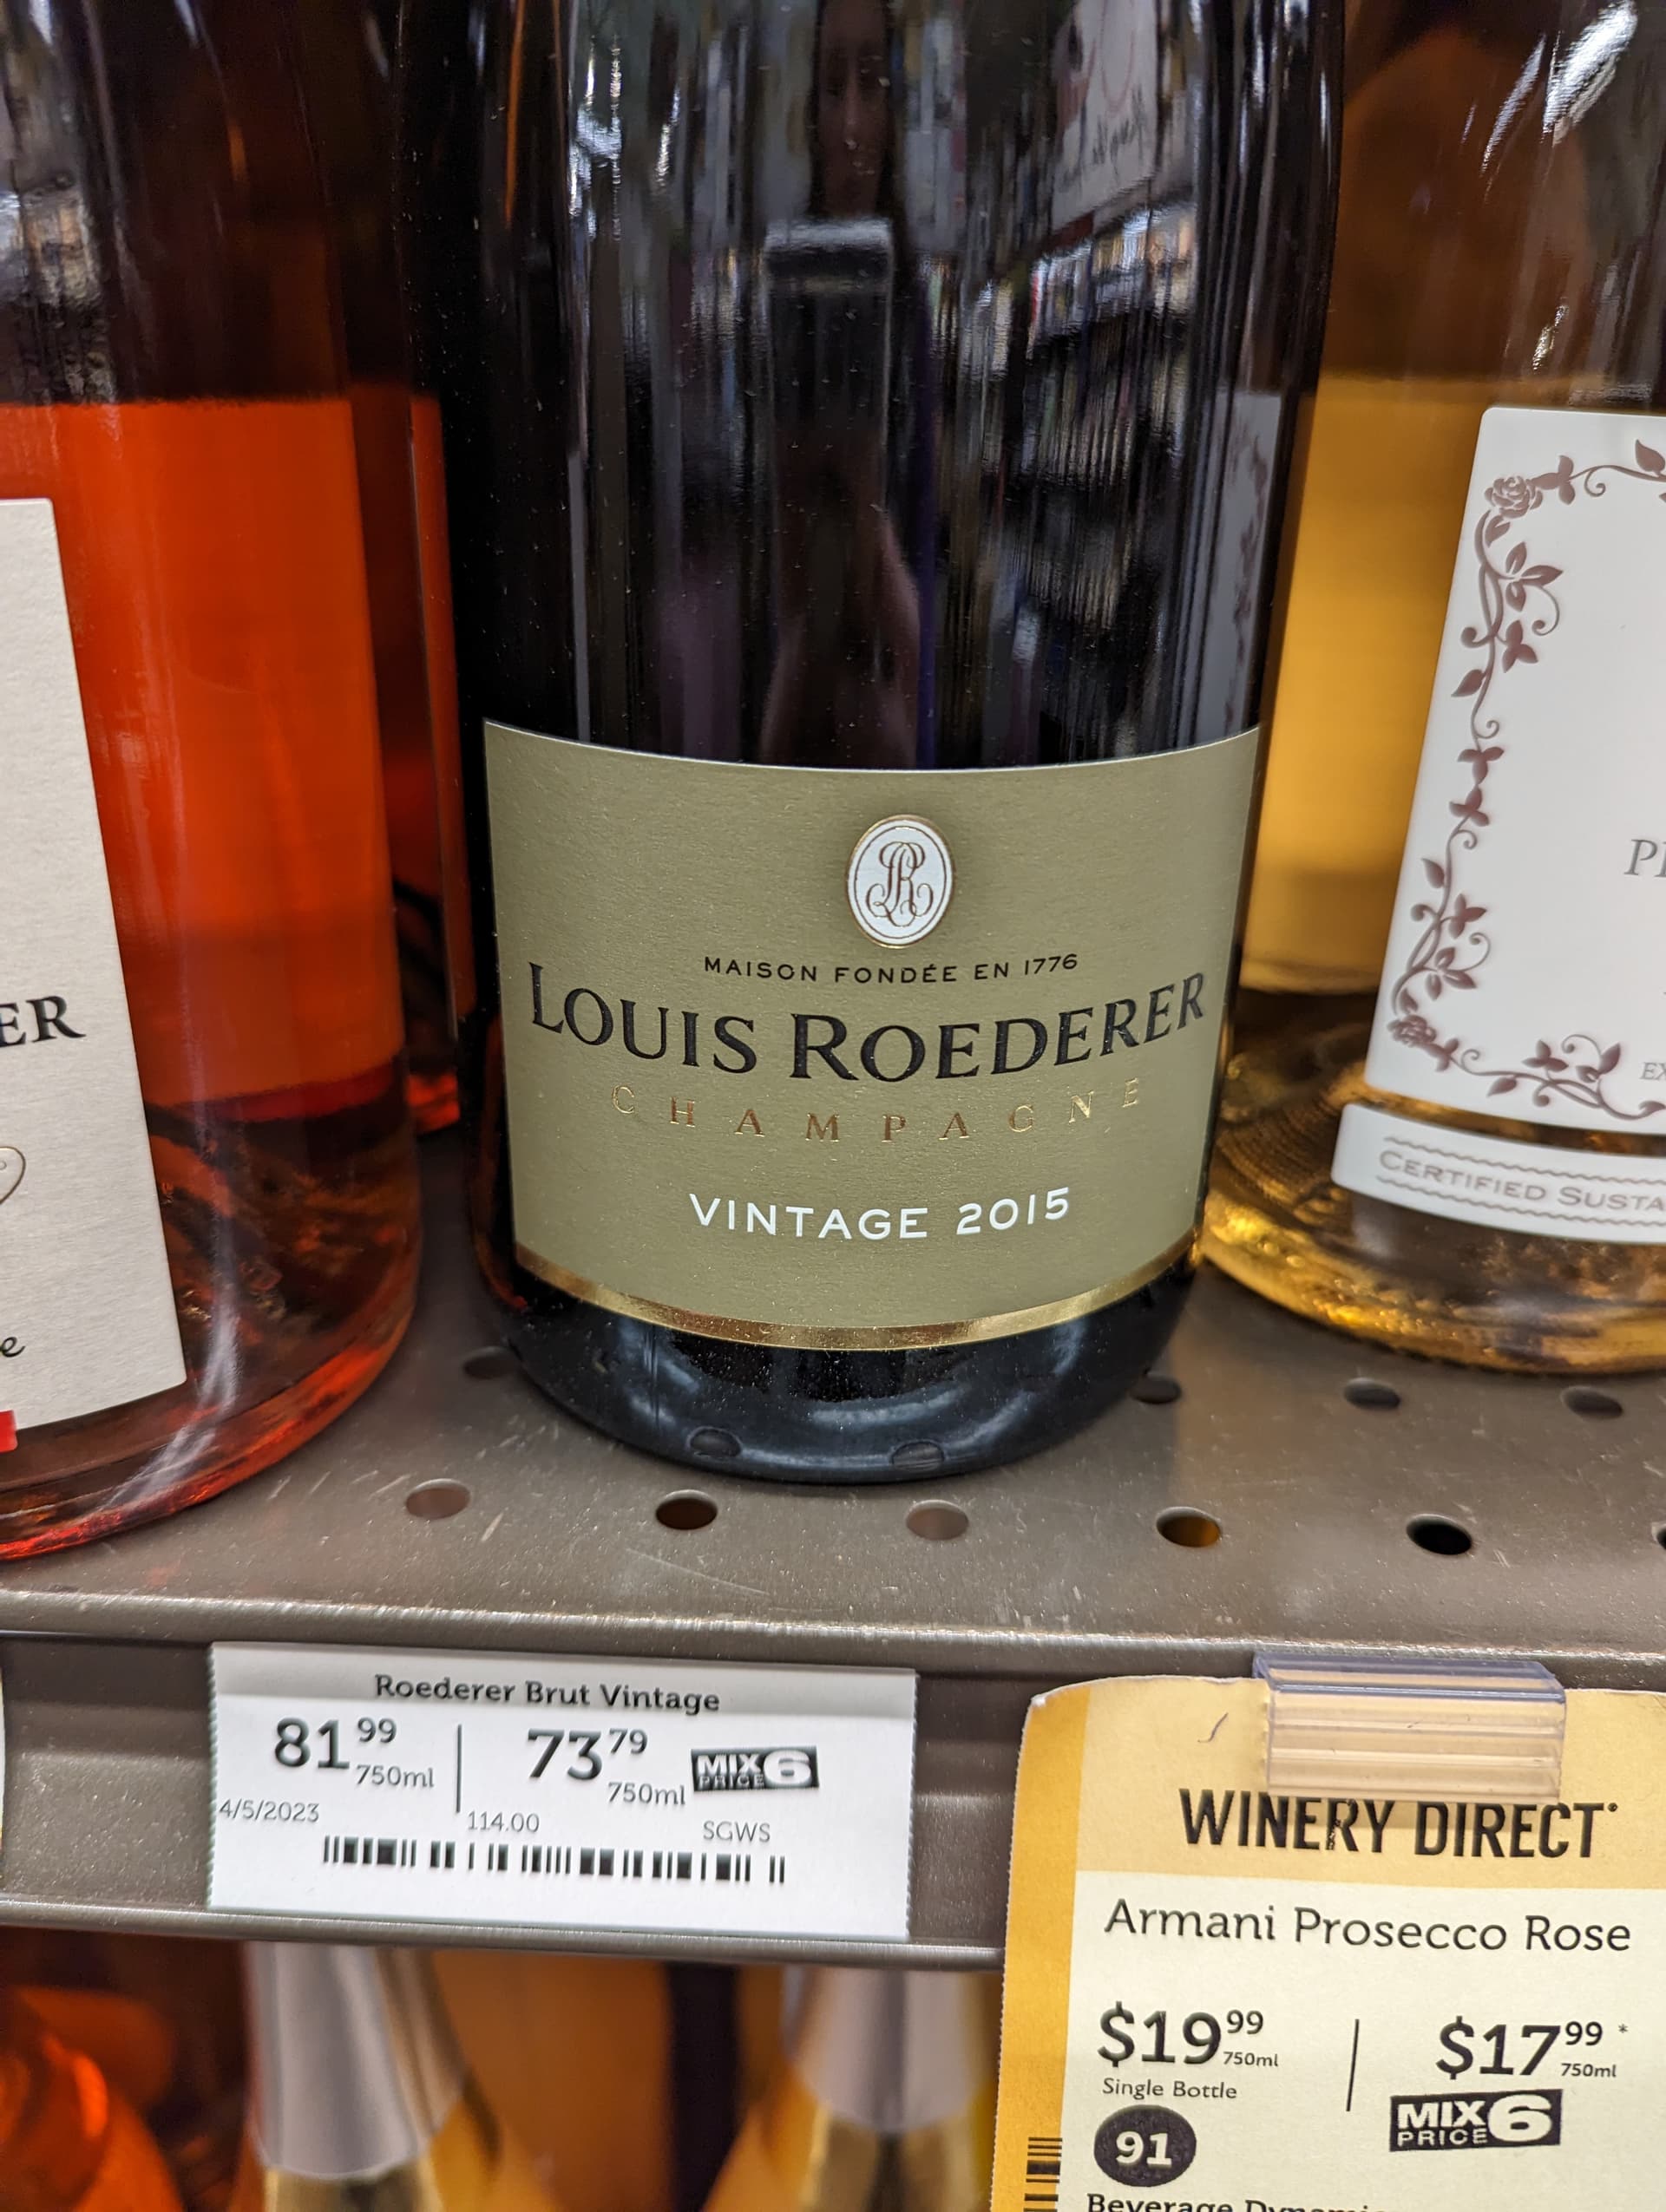 MAISON FONDÉE EN 1776
LOUIS ROEDERER
CHAMPAGNE
VINTAGE 2015
CERTIFIED
Roederer Brut Vintage
81.99 750ml
73.79 750ml MIX 6 PRICE
4/5/2023 114.00 SGWS
WINERY DIRECT
Armani Prosecco Rose
$19.99 750ml $17.99* 750ml
Single Bottle
MIX 6 PRICE
91
Beverage